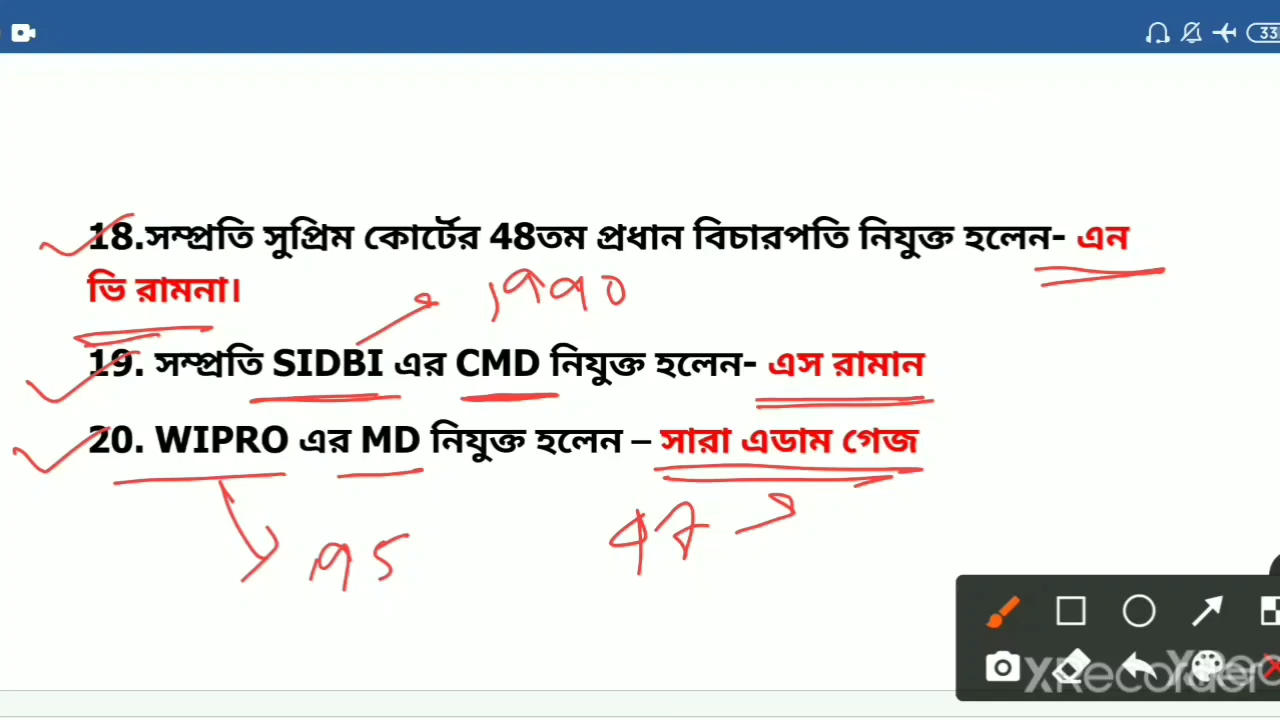 33
18.সম্প্রতি সুপ্রিম কোর্টের 48তম প্রধান বিচারপতি নিযুক্ত হলেন- এন
ভি রামনা।
১৯৯০
19. সম্প্রতি SIDBI এর CMD নিযুক্ত হলেন- এস রামান
20. WIPRO এর MD নিযুক্ত হলেন – সারা এডাম গেজ
47
XRecorder